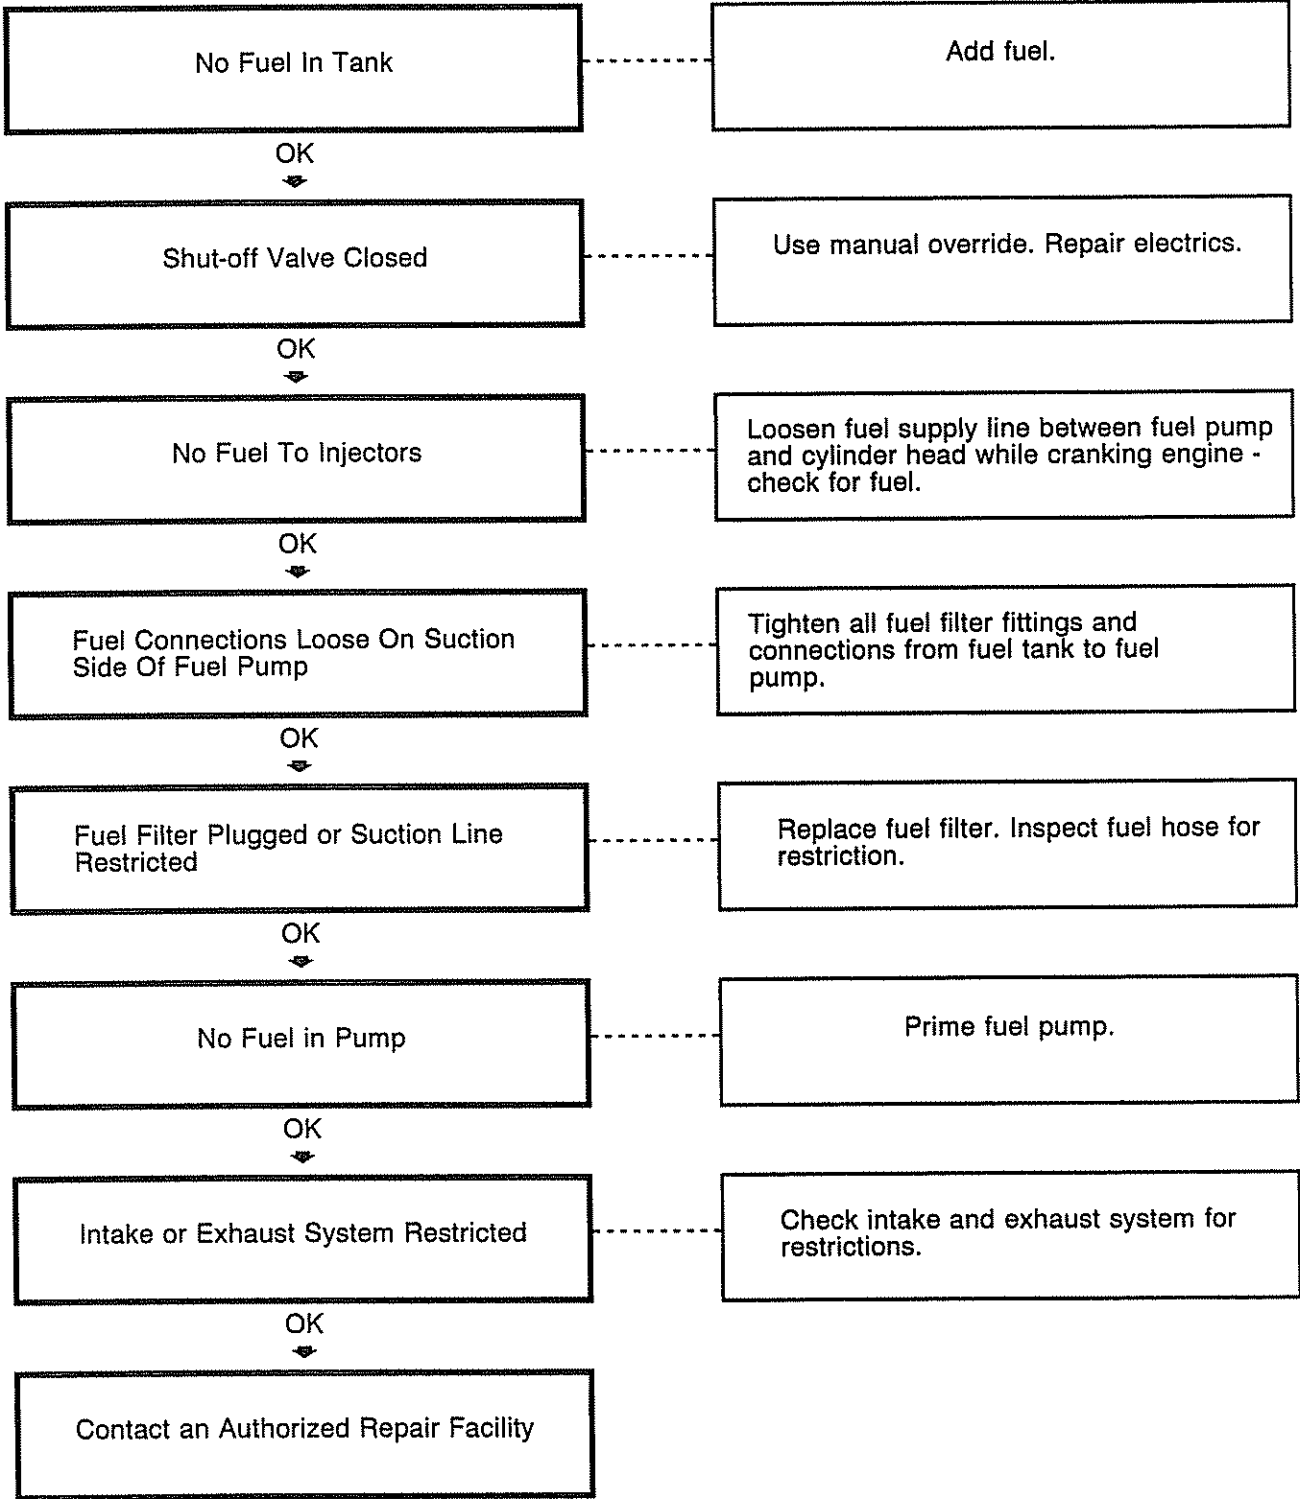 No Fuel In Tank
Add fuel.
OK
Shut-off Valve Closed
Use manual override. Repair electrics.
OK
No Fuel To Injectors
Loosen fuel supply line between fuel pump
and cylinder head while cranking engine -
check for fuel.
OK
Fuel Connections Loose On Suction
Side Of Fuel Pump
Tighten all fuel filter fittings and
connections from fuel tank to fuel
pump.
OK
Fuel Filter Plugged or Suction Line
Restricted
Replace fuel filter. Inspect fuel hose for
restriction.
OK
No Fuel in Pump
Prime fuel pump.
OK
Intake or Exhaust System Restricted
Check intake and exhaust system for
restrictions.
OK
Contact an Authorized Repair Facility